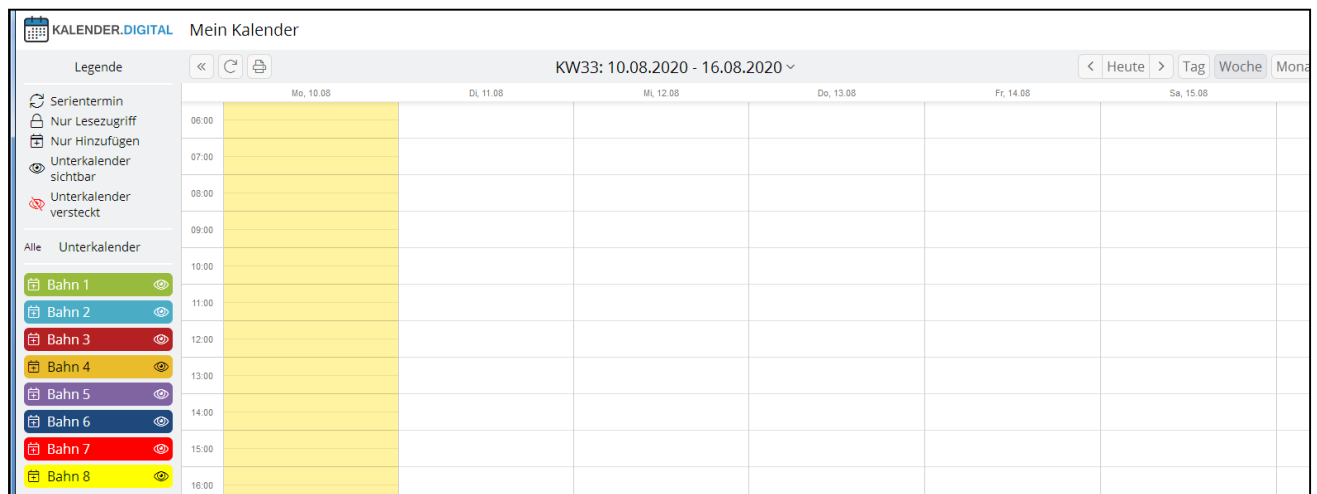 KALENDER.DIGITAL Mein Kalender
Legende
KW33: 10.08.2020 - 16.08.2020
Heute Tag Woche Mona
Serientermin
Nur Lesezugriff
Nur Hinzufügen
Unterkalender
sichtbar
Unterkalender
versteckt
Alle Unterkalender
Bahn 1
Bahn 2
Bahn 3
Bahn 4
Bahn 5
Bahn 6
Bahn 7
Bahn 8
Mo, 10.08 Di, 11.08 Mi, 12.08 Do, 13.08 Fr, 14.08 Sa, 15.08
06:00
07:00
08:00
09:00
10:00
11:00
12:00
13:00
14:00
15:00
16:00